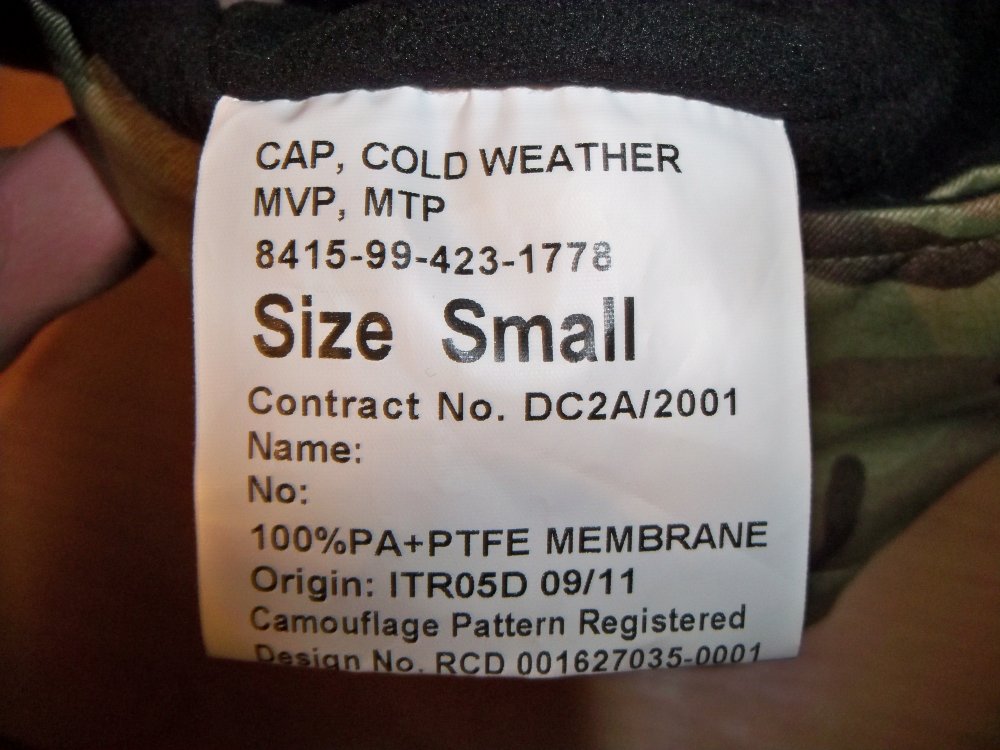 CAP, COLD WEATHER
MVP, MTP
8415-99-423-1778
Size Small
Contract No. DC2A/2001
Name:
No:
100%PA+PTFE MEMBRANE
Origin: ITR05D 09/11
Camouflage Pattern Registered
Design No. RCD 001627035-0001